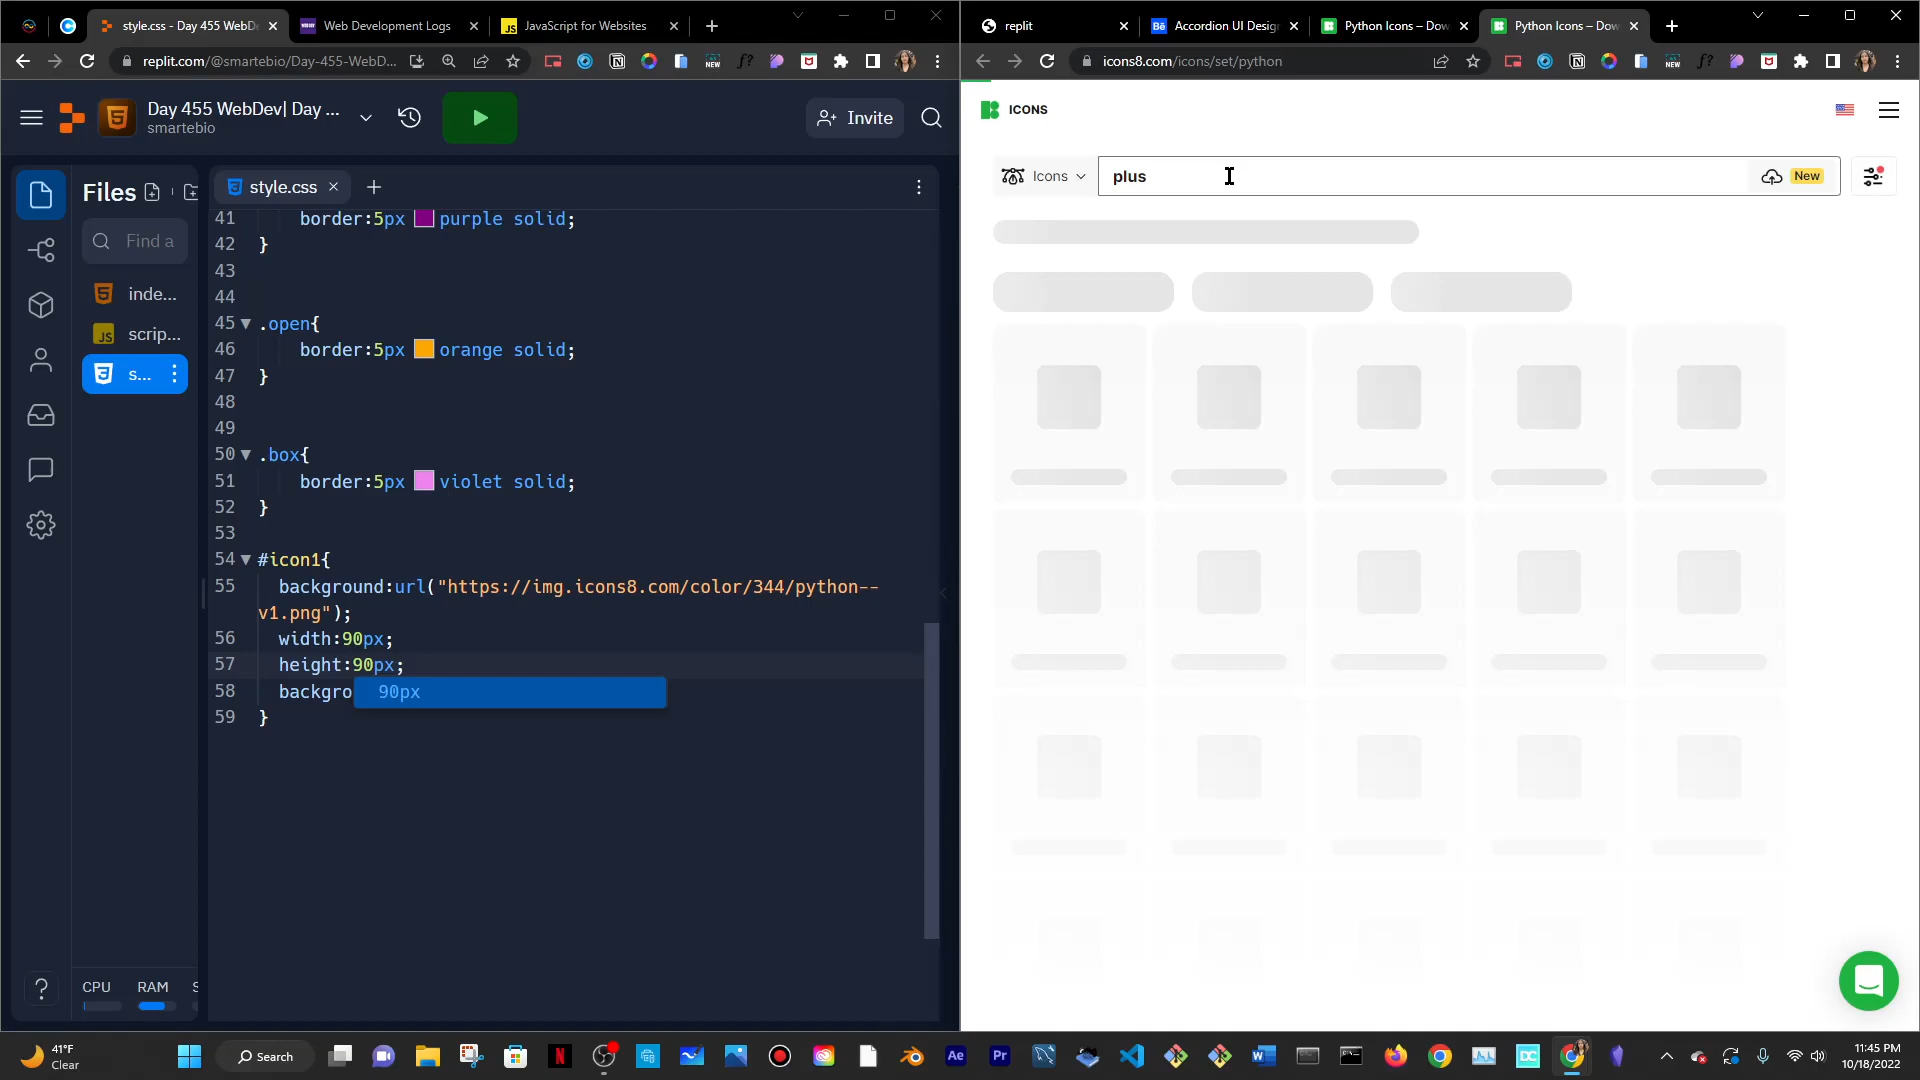 style.css - Day 455 WebDe
Web Development Logs
JavaScript for Websites
replit
Accordion UI Design
Python Icons – Dow
Python Icons – Dow
replit.com/@smartebio/Day-455-WebD...
icons8.com/icons/set/python
Day 455 WebDev| Day ...
smartebio
Invite
ICONS
Icons
plus
New
Files
style.css
Find a
inde...
scrip...
s...
41 border:5px purple solid;
42 }
43
44
45 .open{
46 border:5px orange solid;
47 }
48
49
50 .box{
51 border:5px violet solid;
52 }
53
54 #icon1{
55 background:url("https://img.icons8.com/color/344/python--
v1.png");
56 width:90px;
57 height:90px;
58 backgro
90px
59 }
CPU
RAM
S
41°F
Clear
Search
11:45 PM
10/18/2022